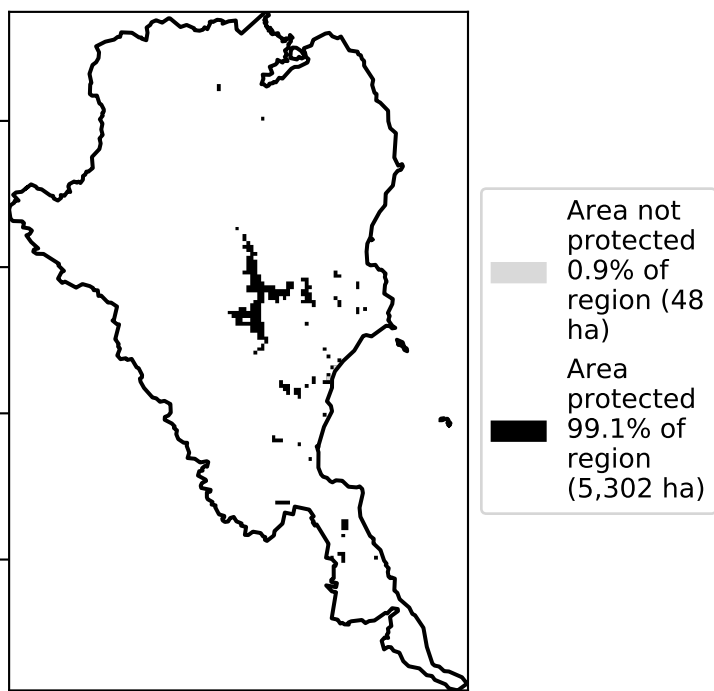 Area not
protected
0.9% of
region (48
ha)
Area
protected
99.1% of
region
(5,302 ha)